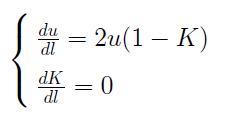 du/dl = 2u(1 − K)
dK/dl = 0